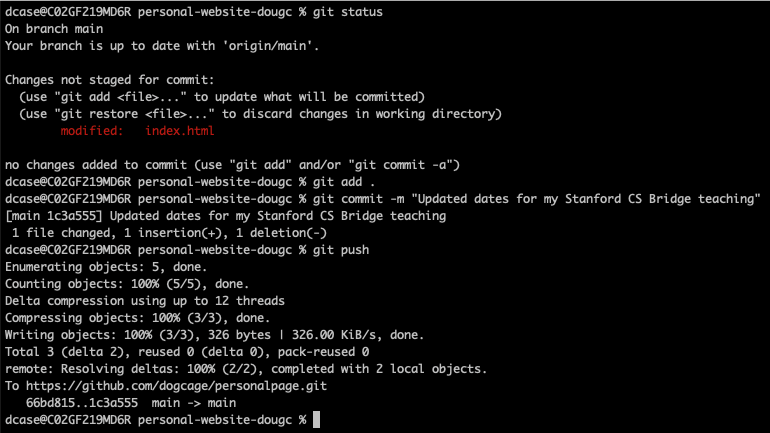 dcase@C02GF219MD6R personal-website-dougc % git status
On branch main
Your branch is up to date with 'origin/main'.
Changes not staged for commit:
(use "git add <file>..." to update what will be committed)
(use "git restore <file>..." to discard changes in working directory)
modified:   index.html
no changes added to commit (use "git add" and/or "git commit -a")
dcase@C02GF219MD6R personal-website-dougc % git add .
dcase@C02GF219MD6R personal-website-dougc % git commit -m "Updated dates for my Stanford CS Bridge teaching"
[main 1c3a555] Updated dates for my Stanford CS Bridge teaching
1 file changed, 1 insertion(+), 1 deletion(-)
dcase@C02GF219MD6R personal-website-dougc % git push
Enumerating objects: 5, done.
Counting objects: 100% (5/5), done.
Delta compression using up to 12 threads
Compressing objects: 100% (3/3), done.
Writing objects: 100% (3/3), 326 bytes | 326.00 KiB/s, done.
Total 3 (delta 2), reused 0 (delta 0), pack-reused 0
remote: Resolving deltas: 100% (2/2), completed with 2 local objects.
To https://github.com/dogcage/personalpage.git
66bd815..1c3a555  main -> main
dcase@C02GF219MD6R personal-website-dougc %